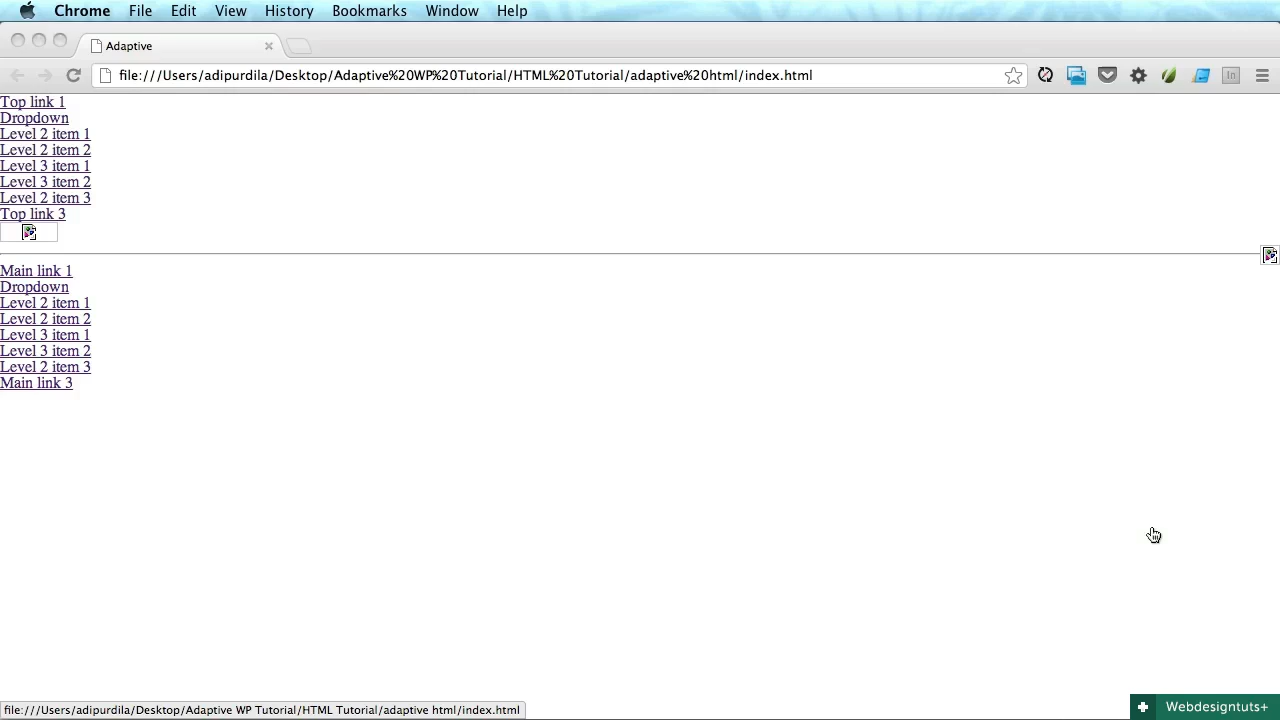 Chrome File Edit View History Bookmarks Window Help
Adaptive
file:///Users/adipurdila/Desktop/Adaptive%20WP%20Tutorial/HTML%20Tutorial/adaptive%20html/index.html
Top link 1
Dropdown
Level 2 item 1
Level 2 item 2
Level 3 item 1
Level 3 item 2
Level 2 item 3
Top link 3
Main link 1
Dropdown
Level 2 item 1
Level 2 item 2
Level 3 item 1
Level 3 item 2
Level 2 item 3
Main link 3
file:///Users/adipurdila/Desktop/Adaptive WP Tutorial/HTML Tutorial/adaptive html/index.html
Webdesigntuts+